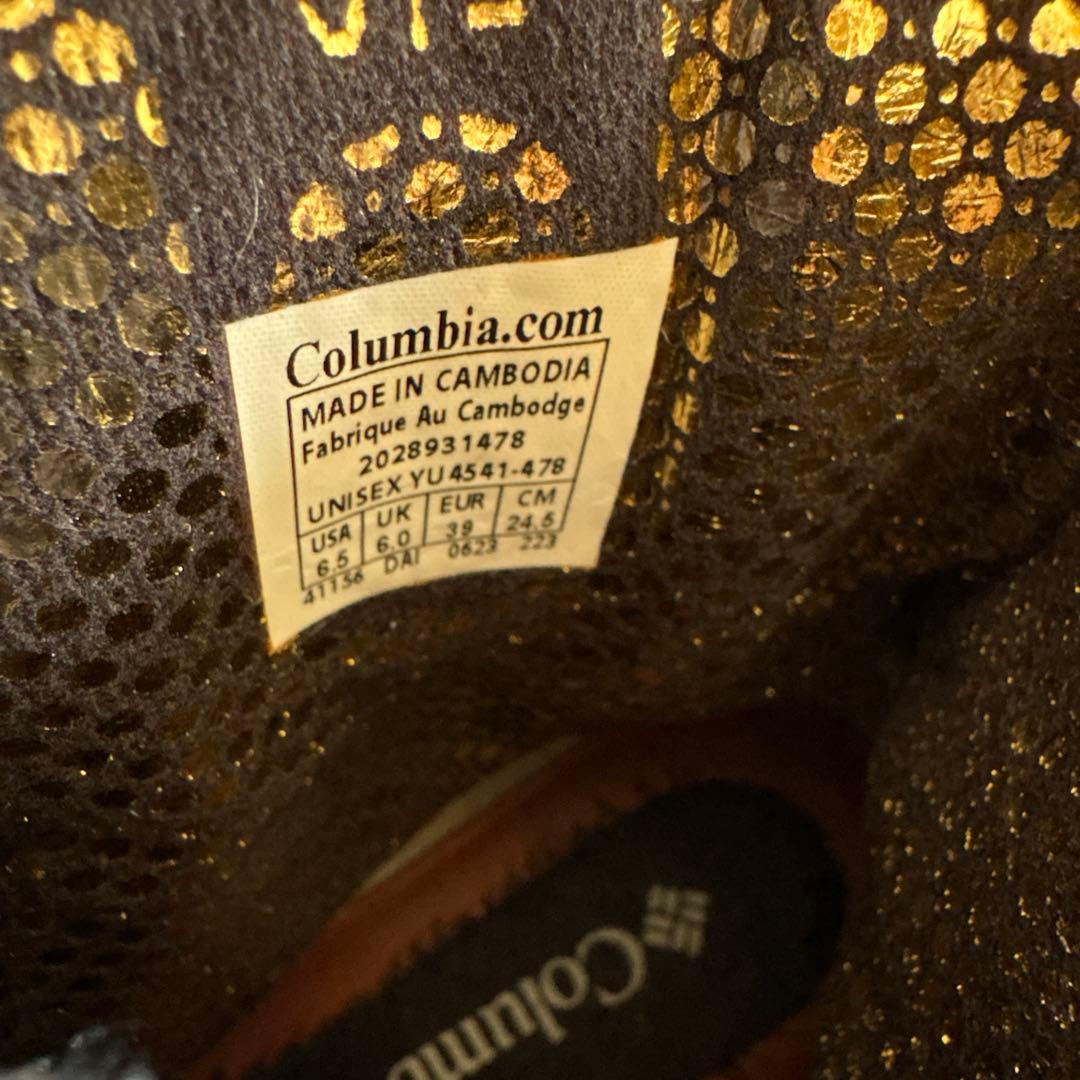 Columbia.com
MADE IN CAMBODIA
Fabrique Au Cambodge
2028931478
UNISEX YU4541-478
USA UK EUR CM
6.5 6.0 39 24.5
41156 DAI 0623 223
Columb